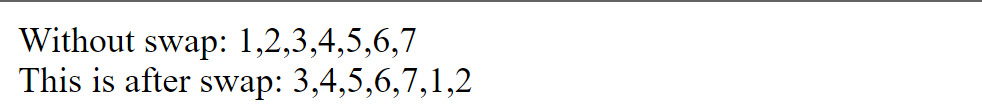 Without swap: 1,2,3,4,5,6,7
This is after swap: 3,4,5,6,7,1,2